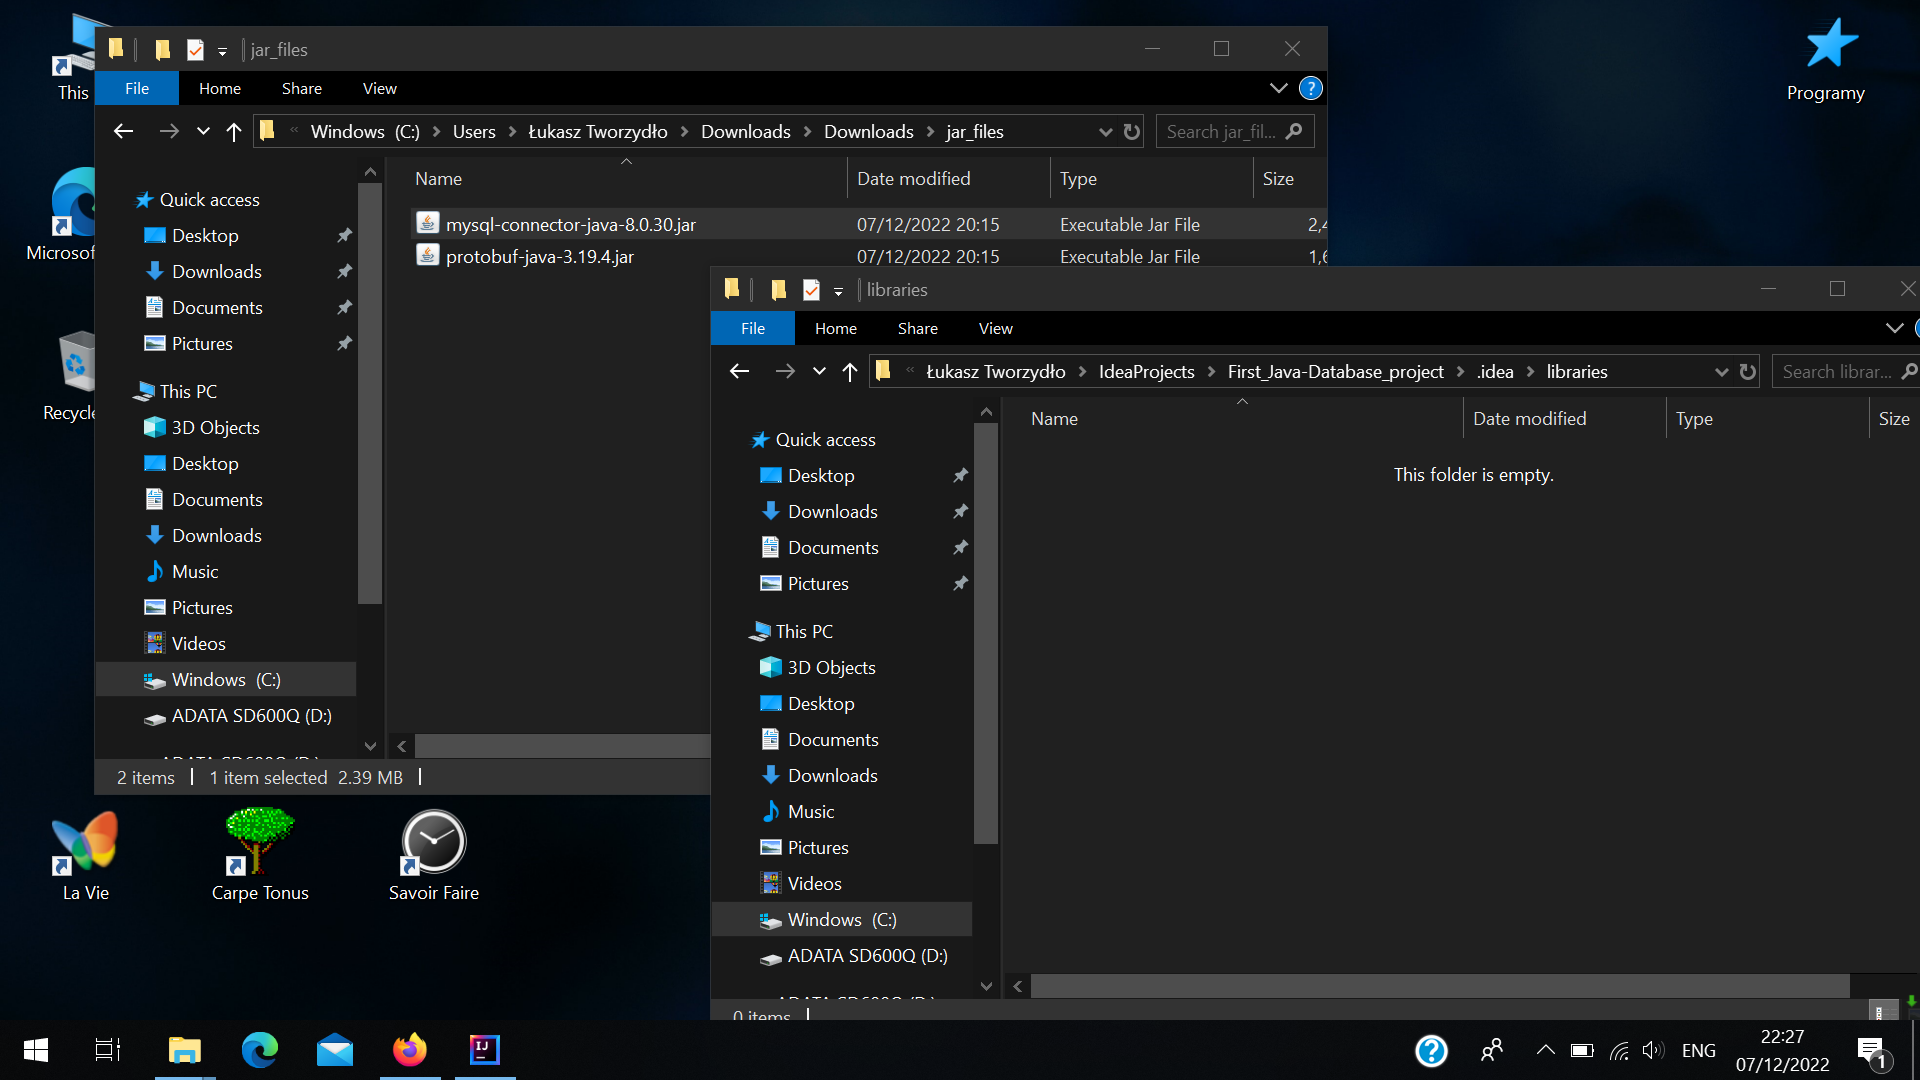 This
Programy
Microsof
Recycle
La Vie
Carpe Tonus
Savoir Faire
jar_files
File Home Share View
Windows (C:) Users Łukasz Tworzydło Downloads Downloads jar_files
Search jar_fil...
Name Date modified Type Size
mysql-connector-java-8.0.30.jar 07/12/2022 20:15 Executable Jar File 2,4
protobuf-java-3.19.4.jar 07/12/2022 20:15 Executable Jar File 1,6
Quick access
Desktop
Downloads
Documents
Pictures
This PC
3D Objects
Desktop
Documents
Downloads
Music
Pictures
Videos
Windows (C:)
ADATA SD600Q (D:)
ADATA SD600Q (D:)
2 items 1 item selected 2.39 MB
libraries
File Home Share View
Łukasz Tworzydło IdeaProjects First_Java-Database_project .idea libraries
Search librar...
Name Date modified Type Size
This folder is empty.
Quick access
Desktop
Downloads
Documents
Pictures
This PC
3D Objects
Desktop
Documents
Downloads
Music
Pictures
Videos
Windows (C:)
ADATA SD600Q (D:)
ADATA SD600Q (D:)
0 items
IJ
ENG
22:27
07/12/2022
1